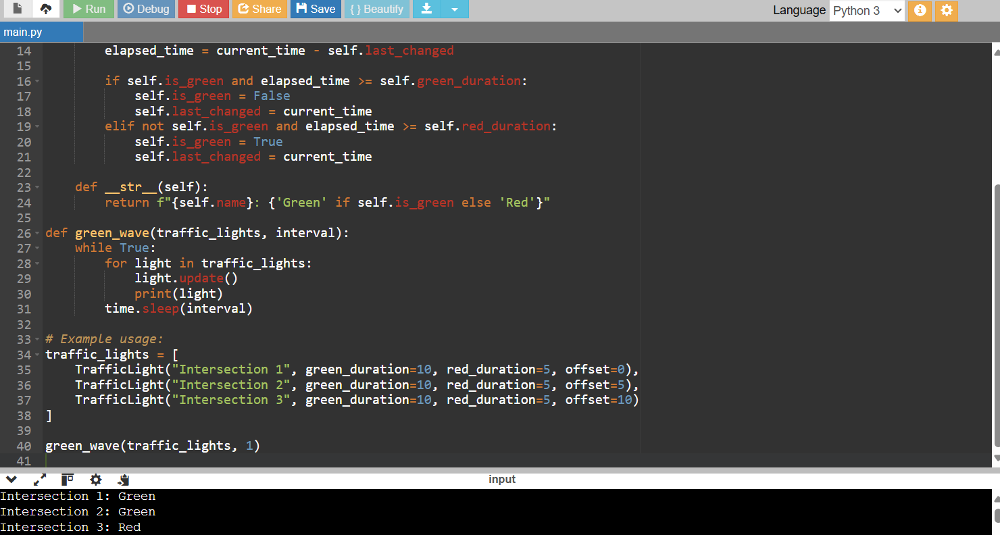 Run Debug Stop Share Save { } Beautify Language Python 3
main.py
14 elapsed_time = current_time - self.last_changed
15
16 if self.is_green and elapsed_time >= self.green_duration:
17 self.is_green = False
18 self.last_changed = current_time
19 elif not self.is_green and elapsed_time >= self.red_duration:
20 self.is_green = True
21 self.last_changed = current_time
22
23 def __str__(self):
24 return f"{self.name}: {'Green' if self.is_green else 'Red'}"
25
26 def green_wave(traffic_lights, interval):
27 while True:
28 for light in traffic_lights:
29 light.update()
30 print(light)
31 time.sleep(interval)
32
33 # Example usage:
34 traffic_lights = [
35 TrafficLight("Intersection 1", green_duration=10, red_duration=5, offset=0),
36 TrafficLight("Intersection 2", green_duration=10, red_duration=5, offset=5),
37 TrafficLight("Intersection 3", green_duration=10, red_duration=5, offset=10)
38 ]
39
40 green_wave(traffic_lights, 1)
41
input
Intersection 1: Green
Intersection 2: Green
Intersection 3: Red